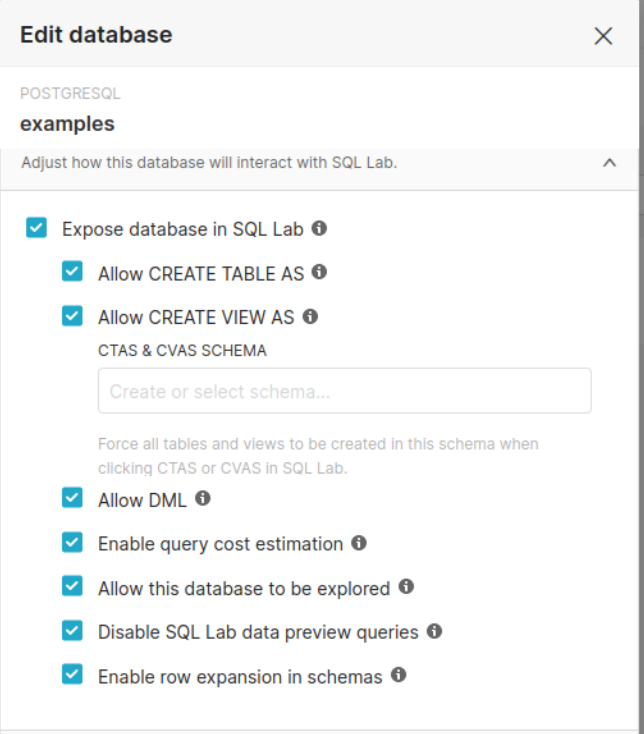 Edit database
POSTGRESQL
examples
Adjust how this database will interact with SQL Lab.
Expose database in SQL Lab
Allow CREATE TABLE AS
Allow CREATE VIEW AS
CTAS & CVAS SCHEMA
Create or select schema...
Force all tables and views to be created in this schema when
clicking CTAS or CVAS in SQL Lab.
Allow DML
Enable query cost estimation
Allow this database to be explored
Disable SQL Lab data preview queries
Enable row expansion in schemas